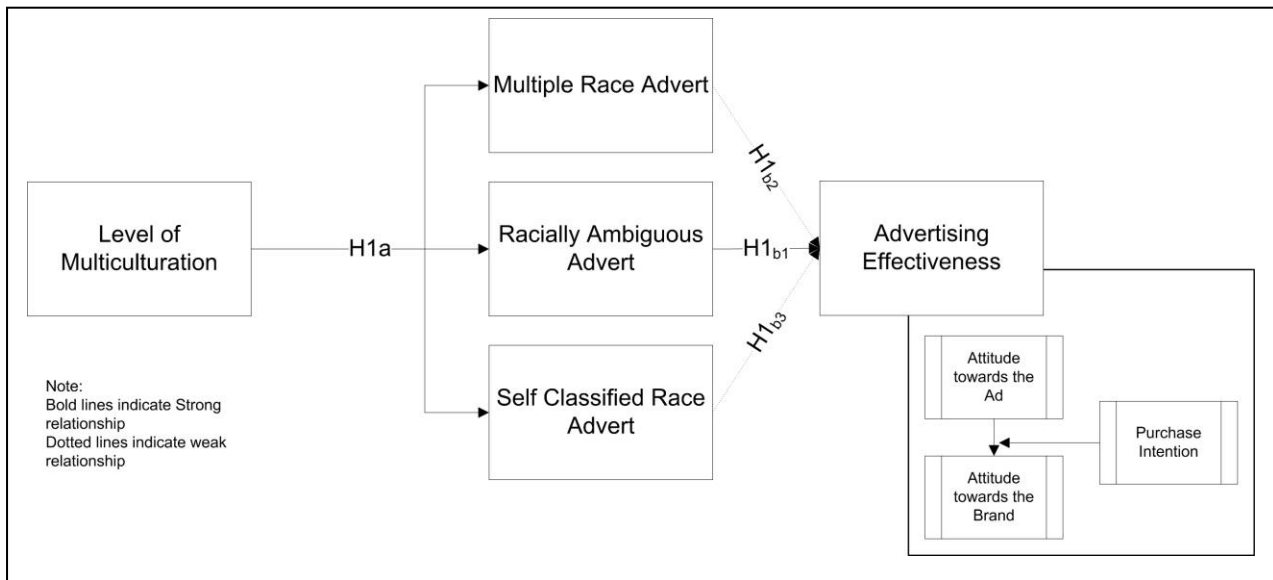 Multiple Race Advert
H1b2
Level of
Multiculturation
H1a
Racially Ambiguous
Advert
H1b1
Advertising
Effectiveness
H1b3
Self Classified Race
Advert
Note:
Bold lines indicate Strong
relationship
Dotted lines indicate weak
relationship
Attitude
towards the
Ad
Purchase
Intention
Attitude
towards the
Brand